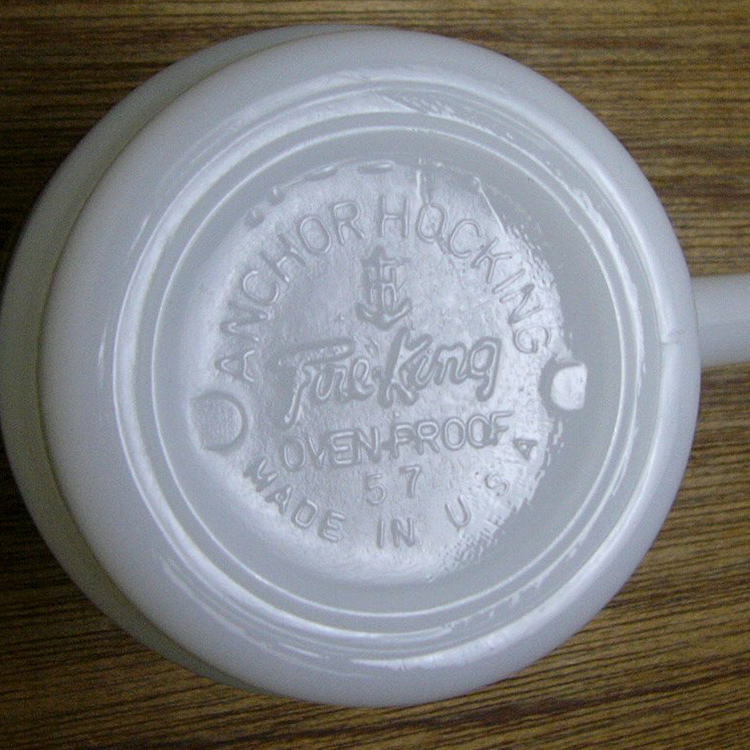 ANCHOR HOCKING
Fire-King
OVEN-PROOF
57
MADE IN U.S.A